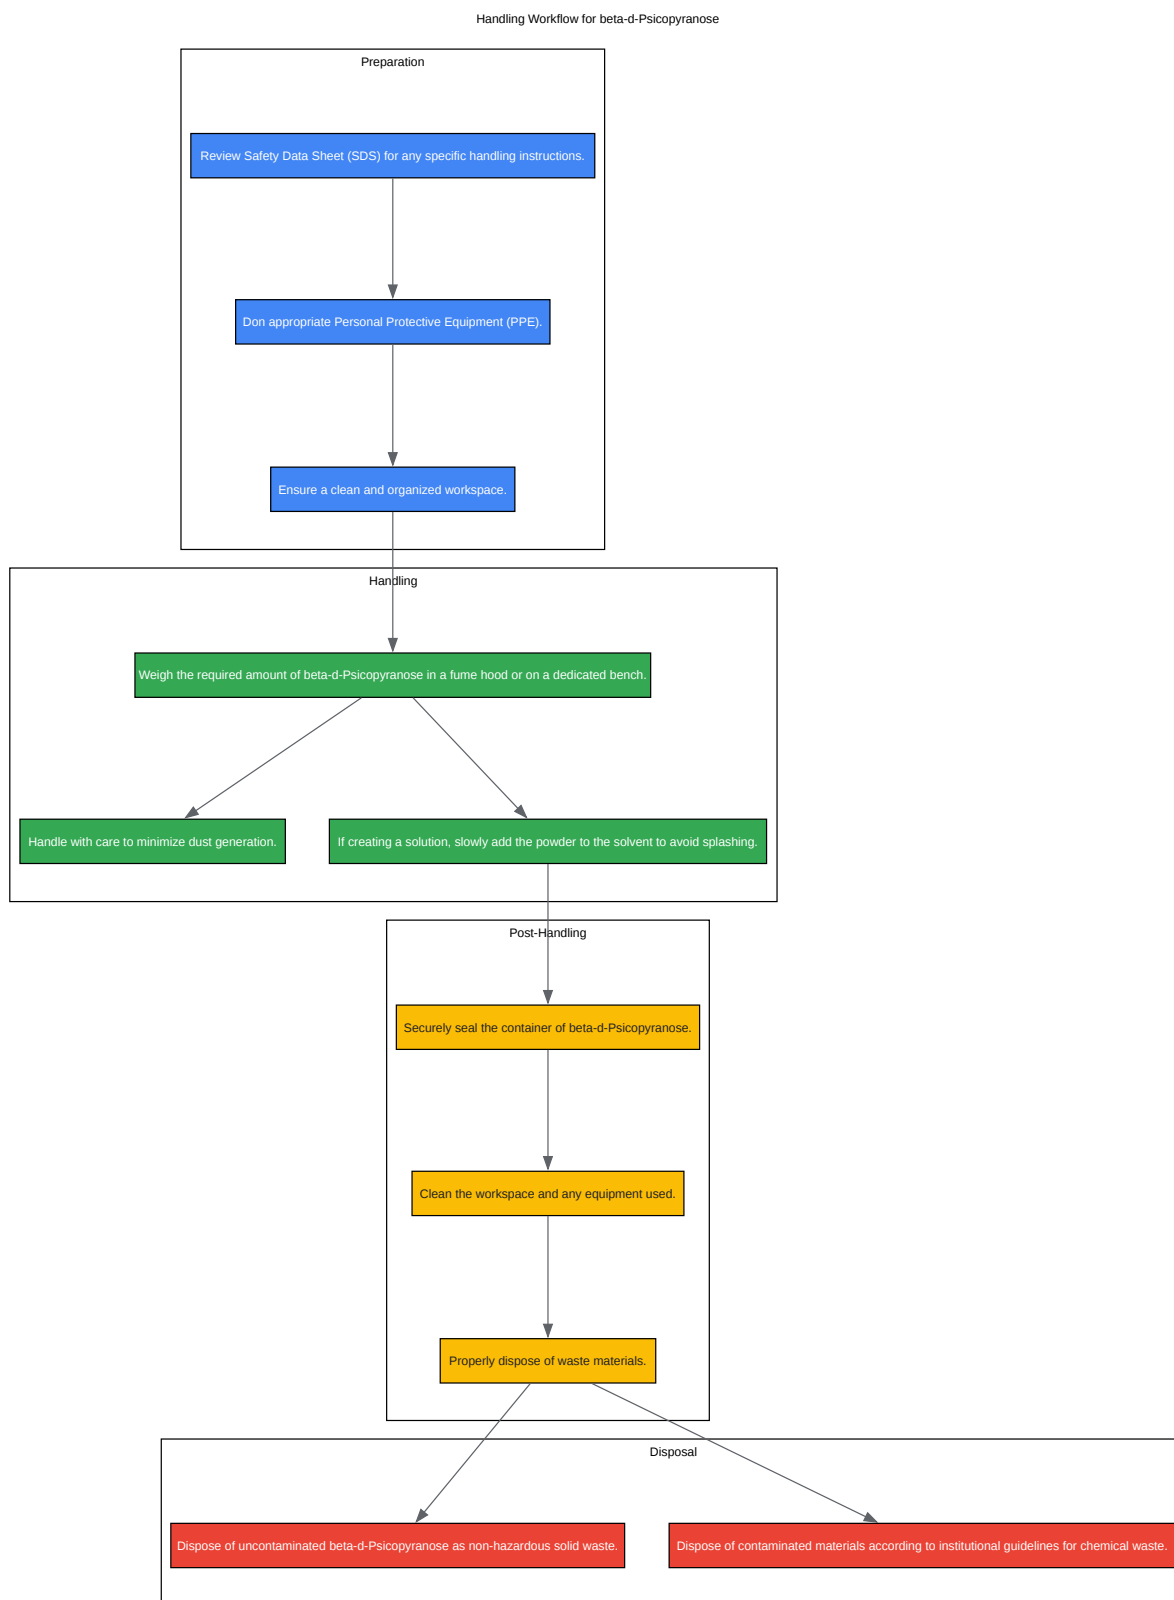 Handling Workflow for beta-d-Psicopyranose
Preparation
Review Safety Data Sheet (SDS) for any specific handling instructions.
Don appropriate Personal Protective Equipment (PPE).
Ensure a clean and organized workspace.
Handling
Weigh the required amount of beta-d-Psicopyranose in a fume hood or on a dedicated bench.
Handle with care to minimize dust generation.
If creating a solution, slowly add the powder to the solvent to avoid splashing.
Post-Handling
Securely seal the container of beta-d-Psicopyranose.
Clean the workspace and any equipment used.
Properly dispose of waste materials.
Disposal
Dispose of uncontaminated beta-d-Psicopyranose as non-hazardous solid waste.
Dispose of contaminated materials according to institutional guidelines for chemical waste.